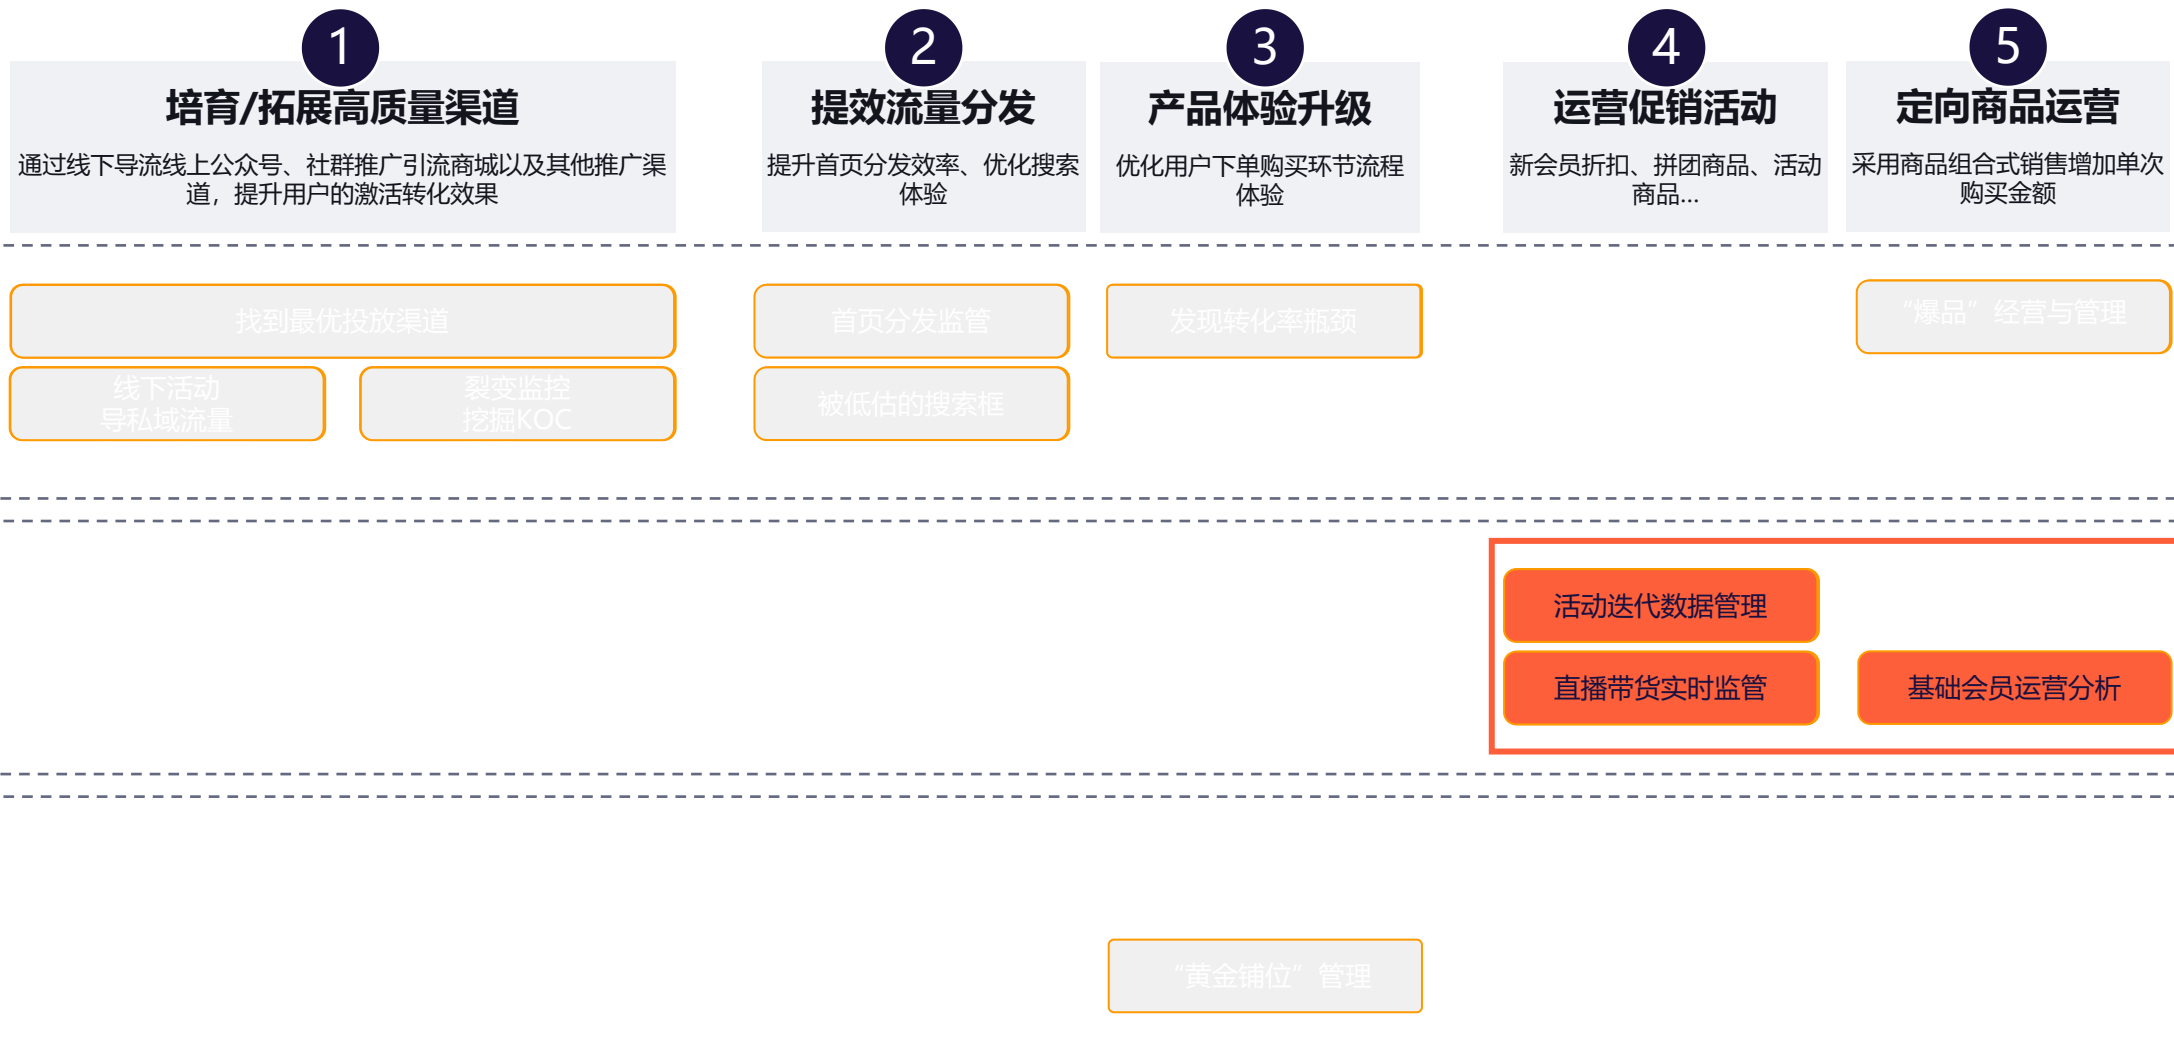 1
培育/拓展高质量渠道
通过线下导流线上公众号、社群推广引流商城以及其他推广渠
道，提升用户的激活转化效果
2
提效流量分发
提升首页分发效率、优化搜索
体验
3
产品体验升级
优化用户下单购买环节流程
体验
4
运营促销活动
新会员折扣、拼团商品、活动
商品...
5
定向商品运营
采用商品组合式销售增加单次
购买金额
找到最优投放渠道
首页分发监管
发现转化率瓶颈
“爆品”经营与管理
线下活动
导私域流量
裂变监控
挖掘KOC
被低估的搜索框
活动迭代数据管理
直播带货实时监管
基础会员运营分析
“黄金铺位”管理